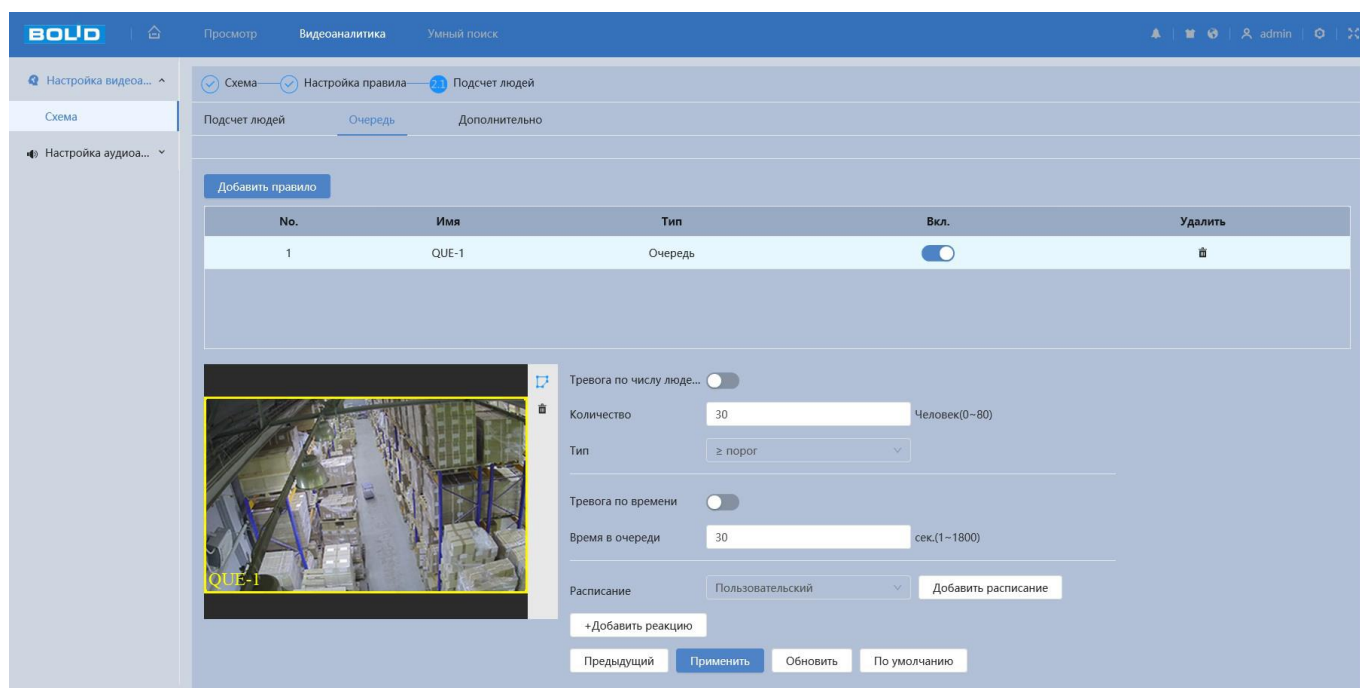 BOLID
Просмотр Видеоаналитика Умный поиск admin
Настройка видеоа...
Схема
Настройка аудиоа...
Схема Настройка правила 2.1 Подсчет людей
Подсчет людей Очередь Дополнительно
Добавить правило
No. Имя Тип Вкл. Удалить
1 QUE-1 Очередь
QUE-1
Тревога по числу люде...
Количество 30 Человек(0~80)
Тип ≥ порог
Тревога по времени
Время в очереди 30 сек.(1~1800)
Расписание Пользовательский Добавить расписание
+Добавить реакцию
Предыдущий Применить Обновить По умолчанию